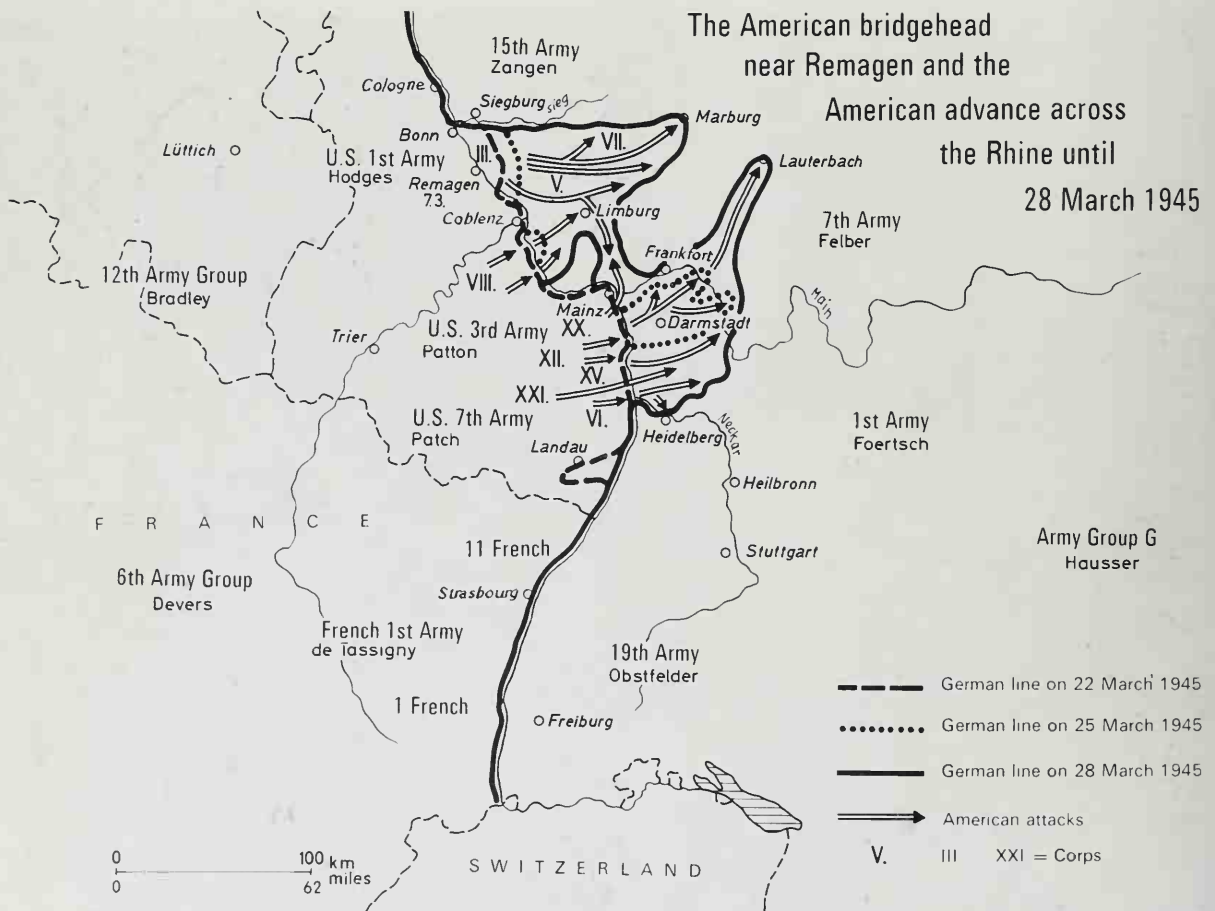 The American bridgehead
near Remagen and the
American advance across
the Rhine until
28 March 1945
15th Army
Zangen
Cologne
Siegburg
sieg
Marburg
Bonn
III.
VII.
Lüttich
U.S. 1st Army
Hodges
Remagen
7.3.
V.
Lauterbach
Coblenz
Limburg
7th Army
Felber
Frankfort
12th Army Group
Bradley
VIII.
Main
Mainz
Darmstadt
Trier
U.S. 3rd Army
Patton
XX.
XII.
XV.
XXI.
VI.
U.S. 7th Army
Patch
Heidelberg
Neckar
1st Army
Foertsch
Landau
Heilbronn
FRANCE
11 French
Stuttgart
Army Group G
Hausser
6th Army Group
Devers
Strasbourg
French 1st Army
de Tassigny
19th Army
Obstfelder
1 French
Freiburg
German line on 22 March 1945
German line on 25 March 1945
German line on 28 March 1945
American attacks
V. III XXI = Corps
0 100 km
0 62 miles
SWITZERLAND